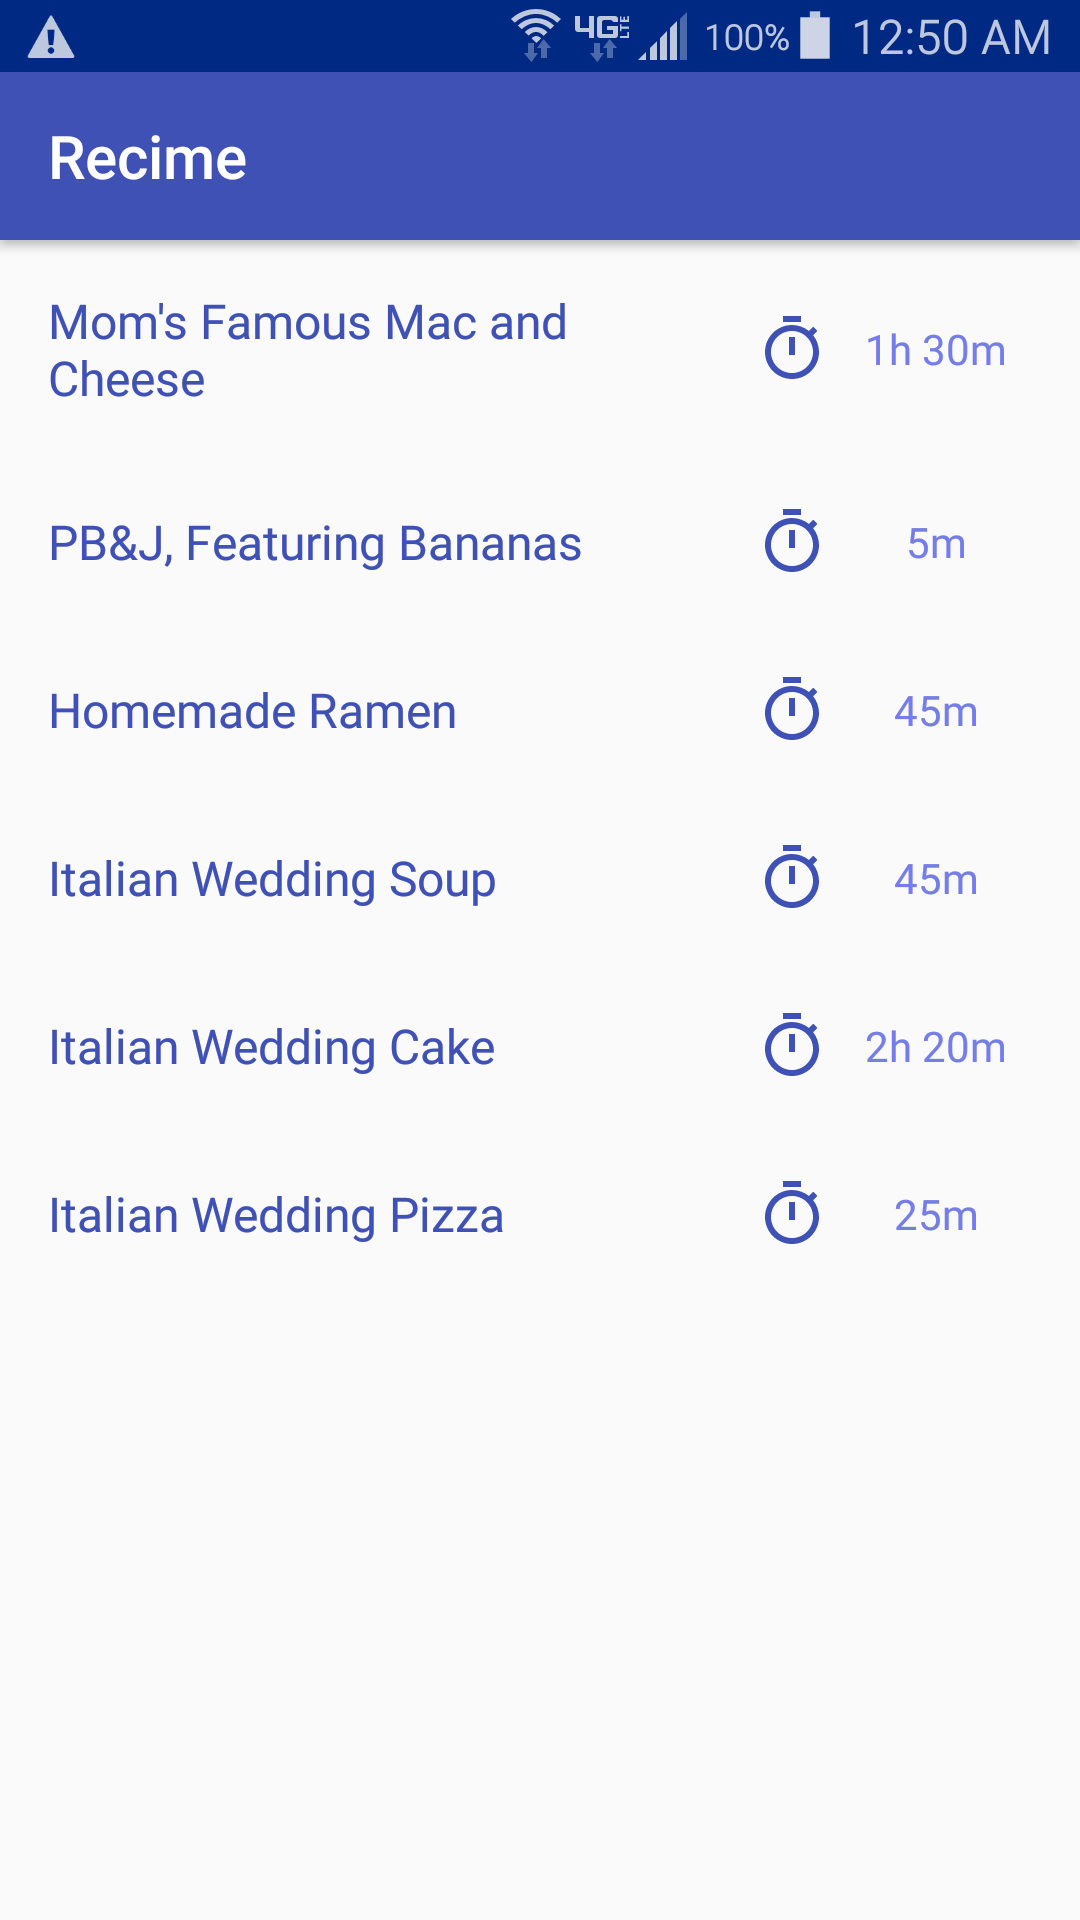 4G LTE 100% 12:50 AM
Recime
Mom's Famous Mac and
Cheese
1h 30m
PB&J, Featuring Bananas
5m
Homemade Ramen
45m
Italian Wedding Soup
45m
Italian Wedding Cake
2h 20m
Italian Wedding Pizza
25m